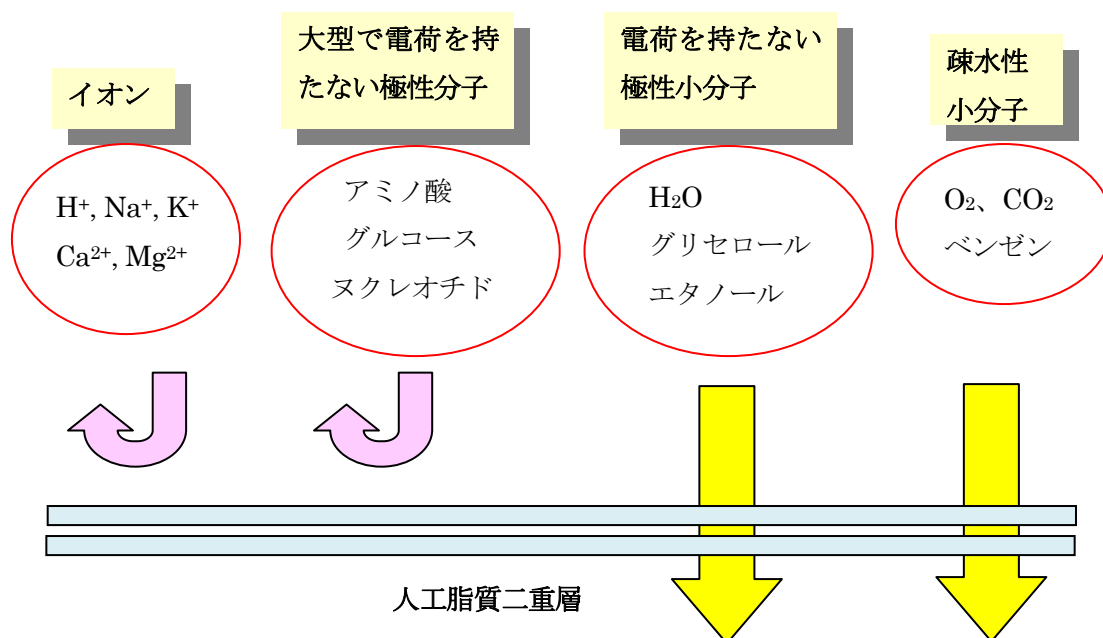 イオン
大型で電荷を持
たない極性分子
電荷を持たない
極性小分子
疎水性
小分子
H⁺, Na⁺, K⁺
Ca²⁺, Mg²⁺
アミノ酸
グルコース
ヌクレオチド
H₂O
グリセロール
エタノール
O₂、CO₂
ベンゼン
人工脂質二重層